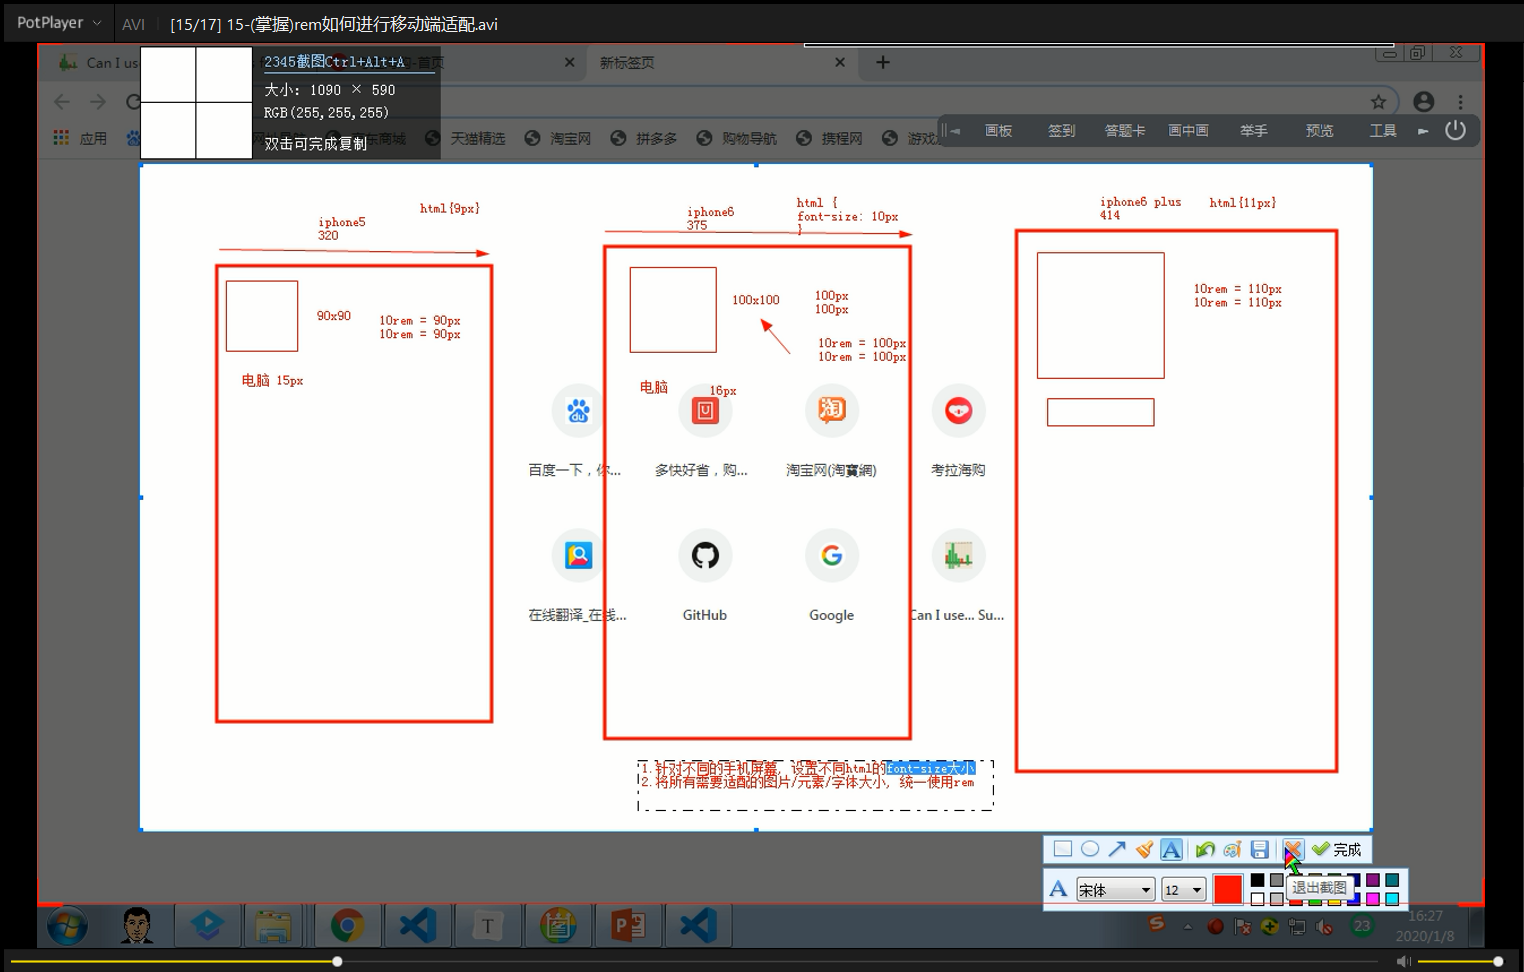 PotPlayer
AVI
[15/17] 15-(掌握)rem如何进行移动端适配.avi
Can I us
2345截图Ctrl+Alt+A
大小: 1090 × 590
RGB(255,255,255)
双击可完成复制
-首页
新标签页
应用
商城
天猫精选
淘宝网
拼多多
购物导航
携程网
游戏
画板
签到
答题卡
画中画
举手
预览
工具
iphone5
320
html{9px}
90x90
10rem = 90px
10rem = 90px
电脑 15px
iphone6
375
html {
font-size: 10px
}
100x100
100px
100px
10rem = 100px
10rem = 100px
电脑
16px
iphone6 plus
414
html{11px}
10rem = 110px
10rem = 110px
百度一下，你...
多快好省，购...
淘宝网(淘寶網)
考拉海购
在线翻译_在线...
GitHub
Google
Can I use... Su...
1.针对不同的手机屏幕, 设置不同html的font-size大小
2.将所有需要适配的图片/元素/字体大小, 统一使用rem
完成
宋体
12
退出截图
23
16:27
2020/1/8